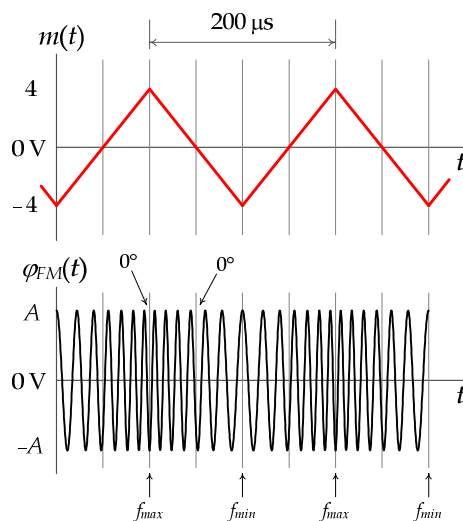 200 μs
m(t)
4
0 V
t
−4
φFM(t)
0° 0°
A
0 V
t
−A
fmax fmin fmax fmin